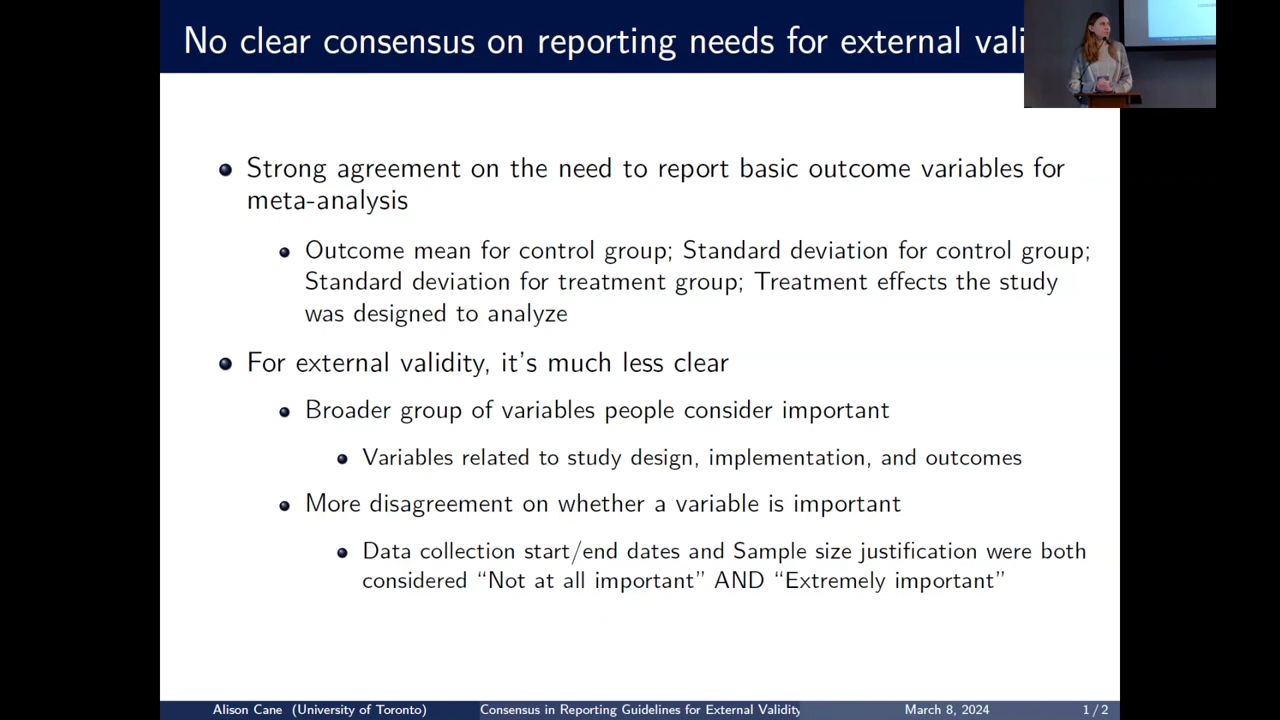 No clear consensus on reporting needs for external vali
Strong agreement on the need to report basic outcome variables for
meta-analysis
Outcome mean for control group; Standard deviation for control group;
Standard deviation for treatment group; Treatment effects the study
was designed to analyze
For external validity, it's much less clear
Broader group of variables people consider important
Variables related to study design, implementation, and outcomes
More disagreement on whether a variable is important
Data collection start/end dates and Sample size justification were both
considered “Not at all important” AND “Extremely important”
Alison Cane (University of Toronto) Consensus in Reporting Guidelines for External Validity March 8, 2024 1 / 2